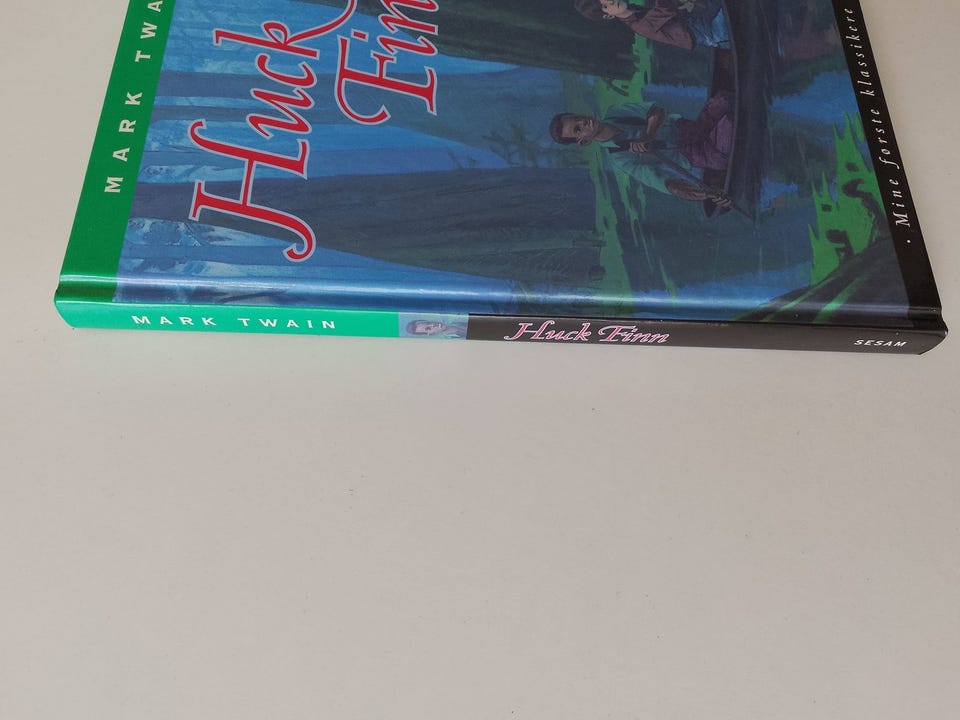 MARK TWA
Huck
Finn
· Mine første klassikere
MARK TWAIN
Huck Finn
SESAM